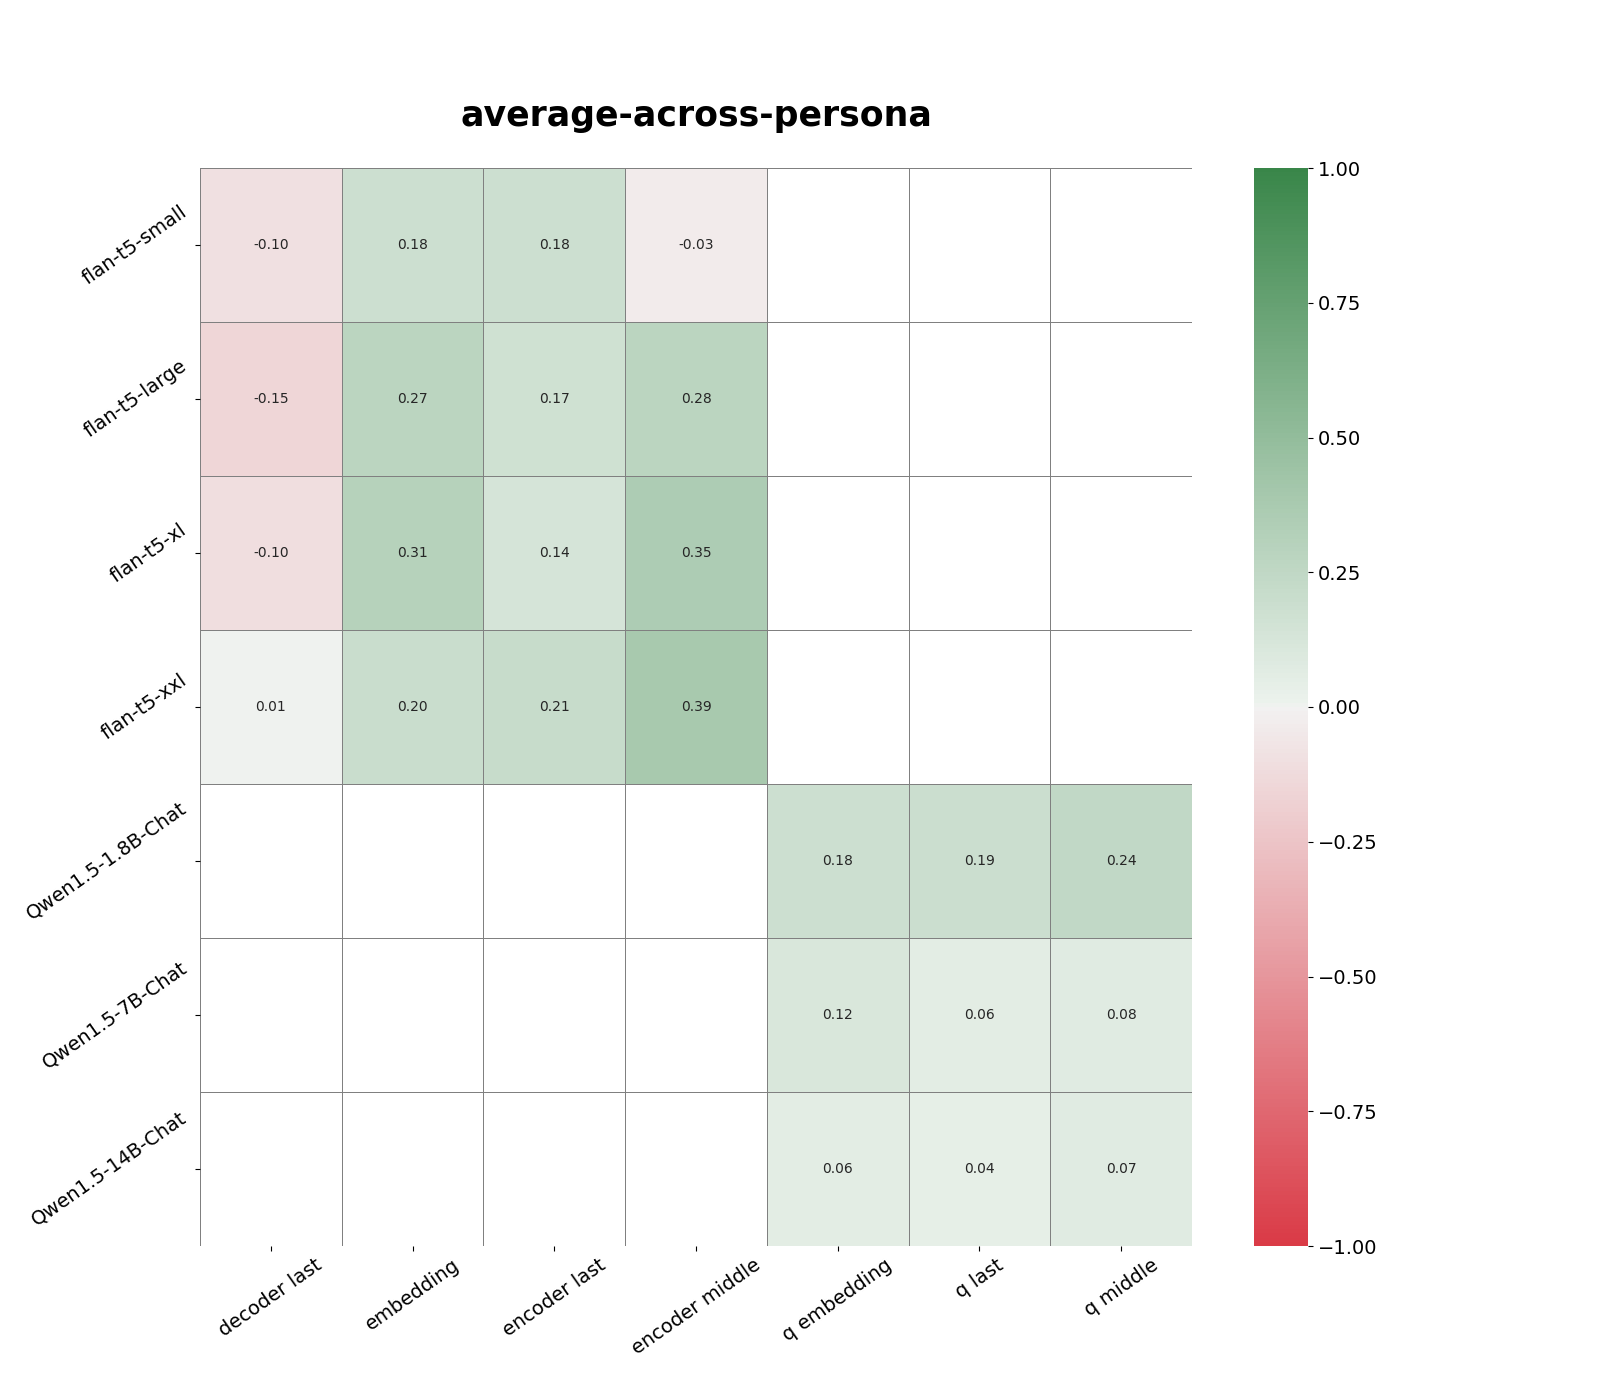 average-across-persona
flan-t5-small
-0.10
0.18
0.18
-0.03
flan-t5-large
-0.15
0.27
0.17
0.28
flan-t5-xl
-0.10
0.31
0.14
0.35
flan-t5-xxl
0.01
0.20
0.21
0.39
Qwen1.5-1.8B-Chat
0.18
0.19
0.24
Qwen1.5-7B-Chat
0.12
0.06
0.08
Qwen1.5-14B-Chat
0.06
0.04
0.07
decoder last
embedding
encoder last
encoder middle
q embedding
q last
q middle
1.00
0.75
0.50
0.25
0.00
−0.25
−0.50
−0.75
−1.00